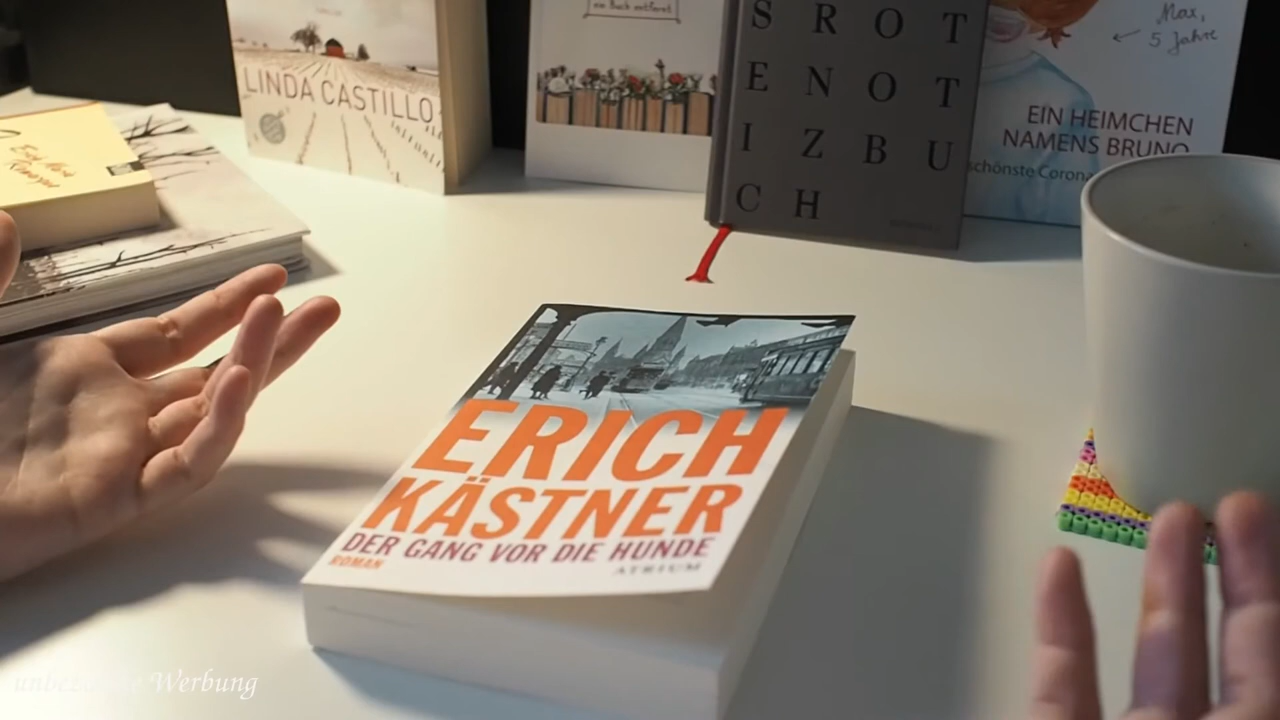 LINDA CASTILLO
ein Buch entfernt
S R O T
E N O T
I Z B U
C H
Max,
5 Jahre
EIN HEIMCHEN
NAMENS BRUNO
schönste Corona
ERICH
KÄSTNER
DER GANG VOR DIE HUNDE
ROMAN
ATRIUM
unbezahlte Werbung